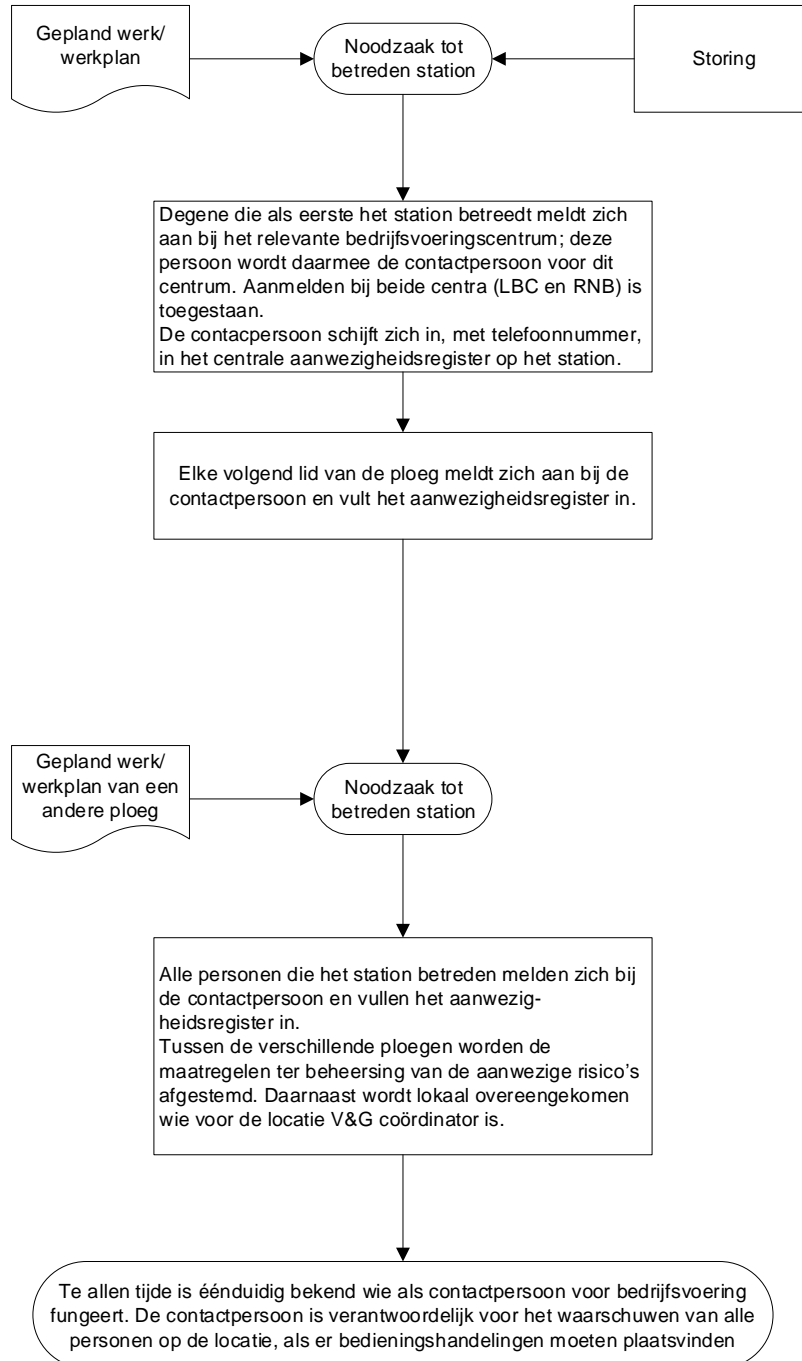 Gepland werk/
werkplan
Noodzaak tot
betreden station
Storing
Degene die als eerste het station betreedt meldt zich
aan bij het relevante bedrijfsvoeringscentrum; deze
persoon wordt daarmee de contactpersoon voor dit
centrum. Aanmelden bij beide centra (LBC en RNB) is
toegestaan.
De contacpersoon schijft zich in, met telefoonnummer,
in het centrale aanwezigheidsregister op het station.
Elke volgend lid van de ploeg meldt zich aan bij de
contactpersoon en vult het aanwezigheidsregister in.
Gepland werk/
werkplan van een
andere ploeg
Noodzaak tot
betreden station
Alle personen die het station betreden melden zich bij
de contactpersoon en vullen het aanwezig-
heidsregister in.
Tussen de verschillende ploegen worden de
maatregelen ter beheersing van de aanwezige risico's
afgestemd. Daarnaast wordt lokaal overeengekomen
wie voor de locatie V&G coördinator is.
Te allen tijde is éénduidig bekend wie als contactpersoon voor bedrijfsvoering
fungeert. De contactpersoon is verantwoordelijk voor het waarschuwen van alle
personen op de locatie, als er bedieningshandelingen moeten plaatsvinden